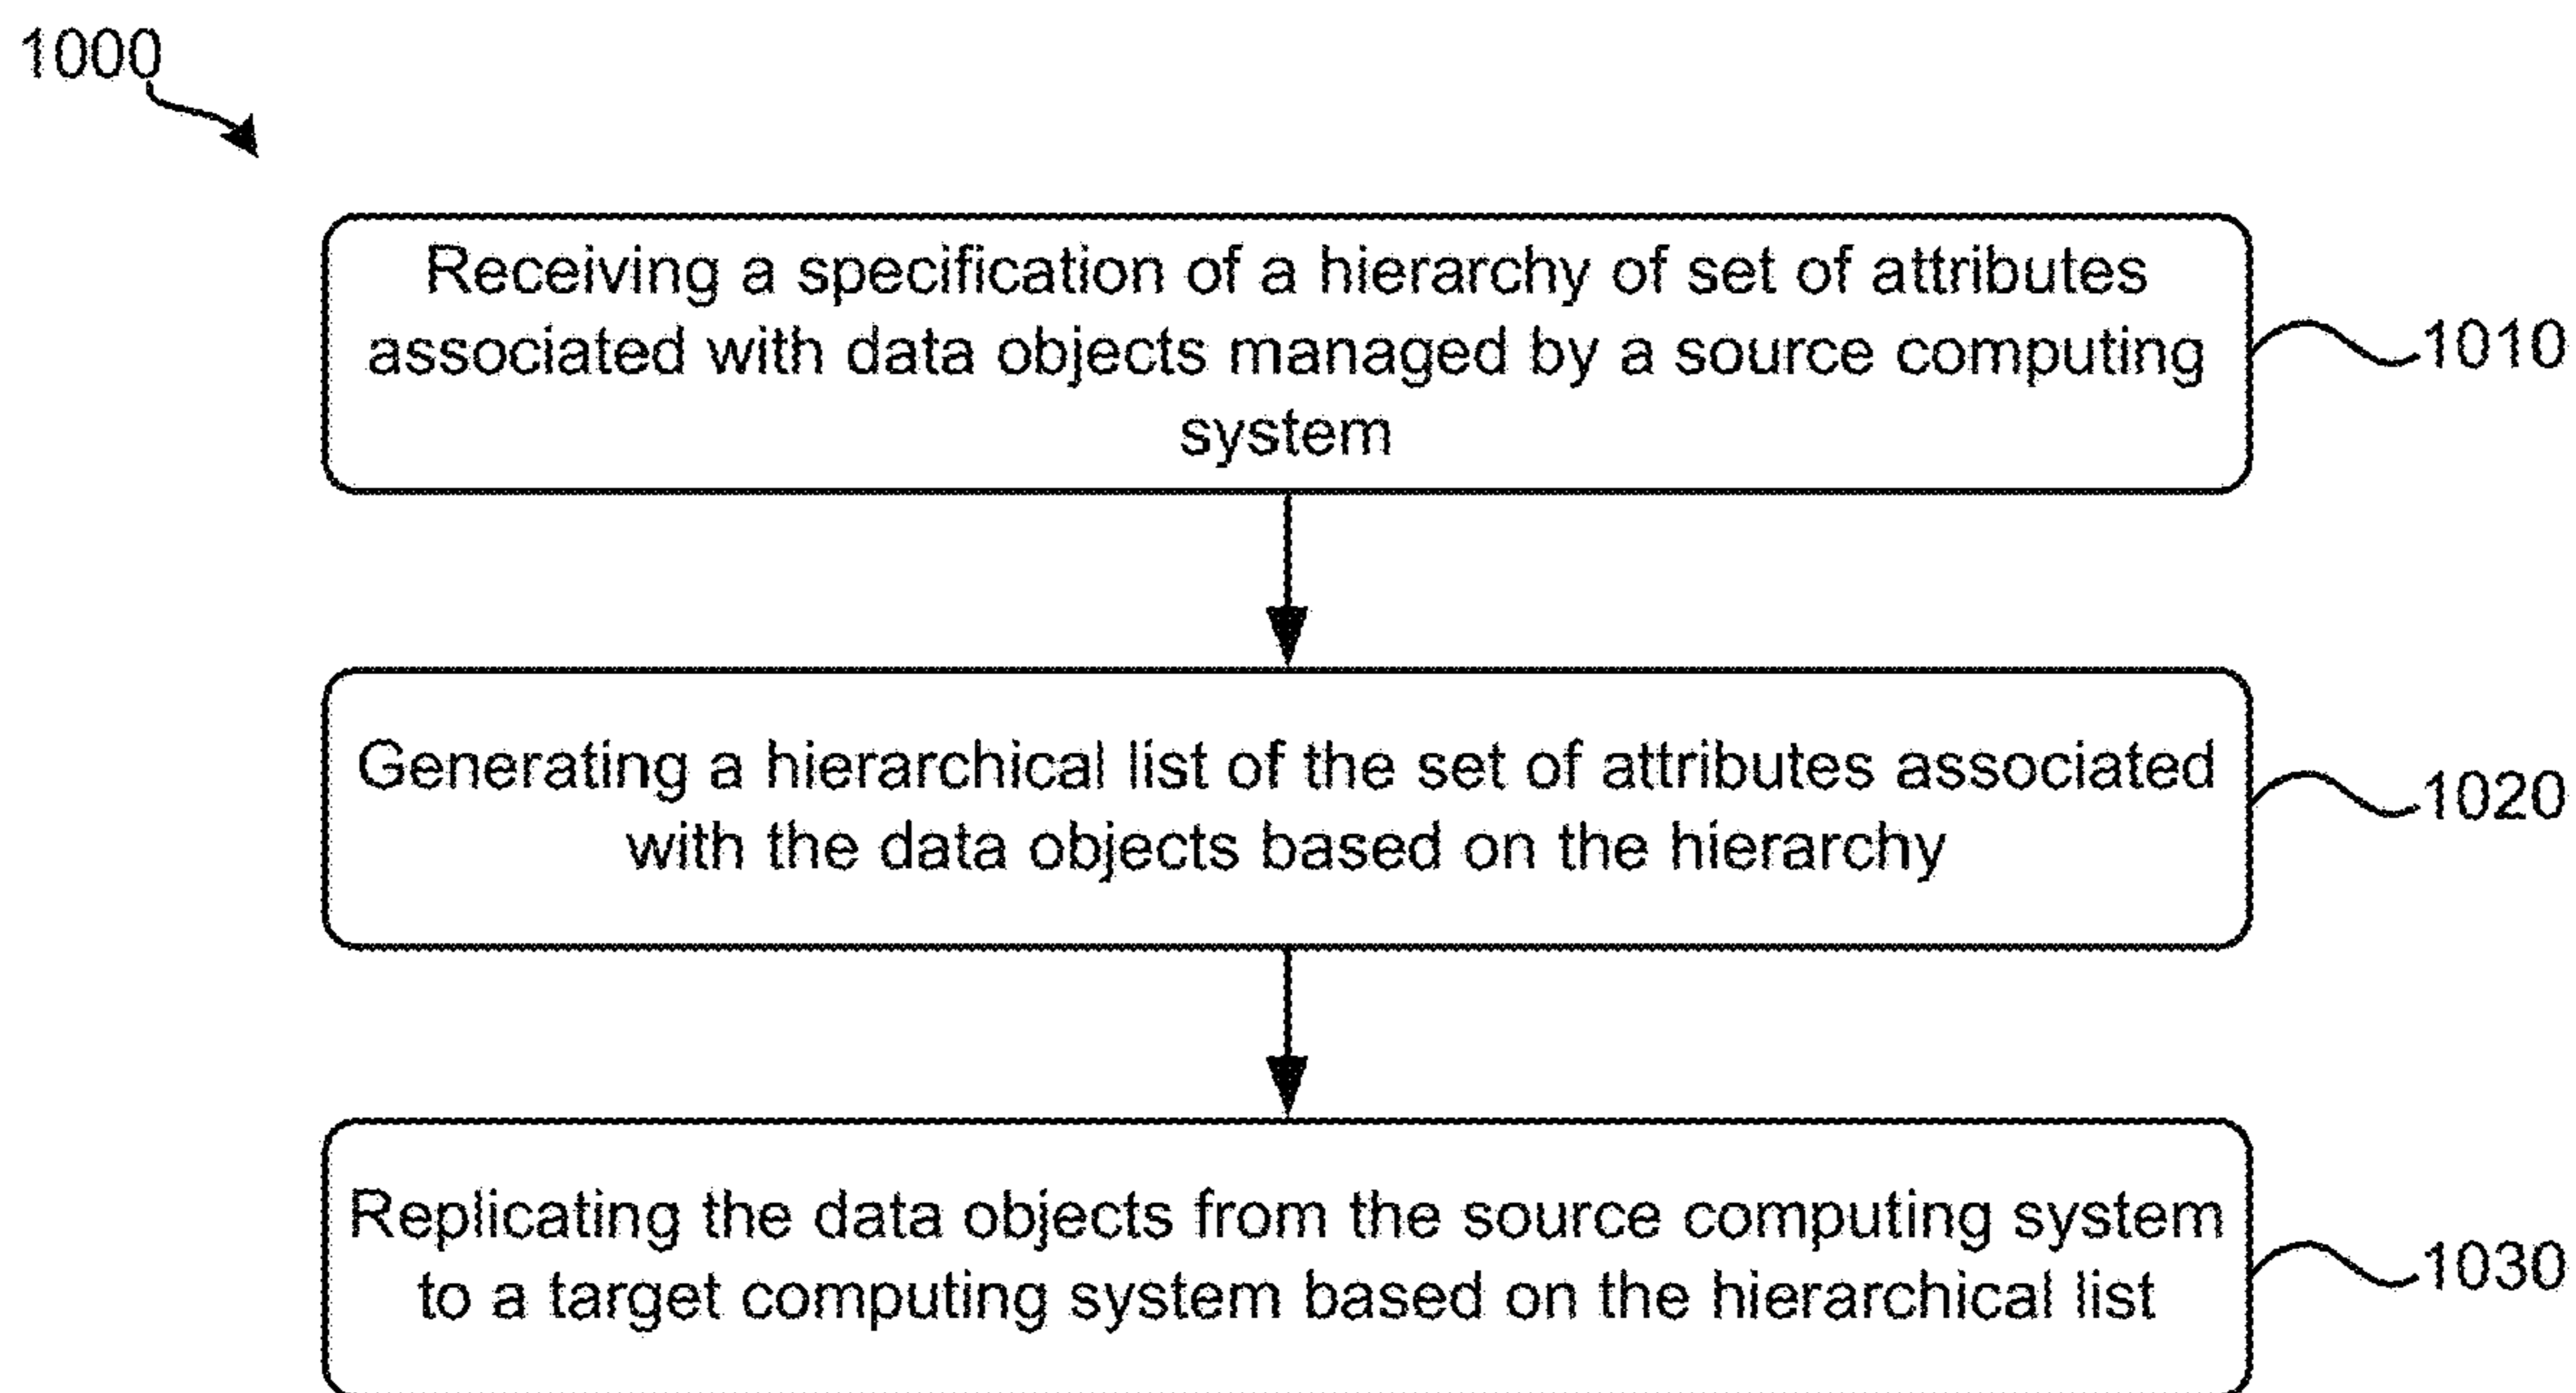 1000
Receiving a specification of a hierarchy of set of attributes
associated with data objects managed by a source computing
system
1010
Generating a hierarchical list of the set of attributes associated
with the data objects based on the hierarchy
1020
Replicating the data objects from the source computing system
to a target computing system based on the hierarchical list
1030